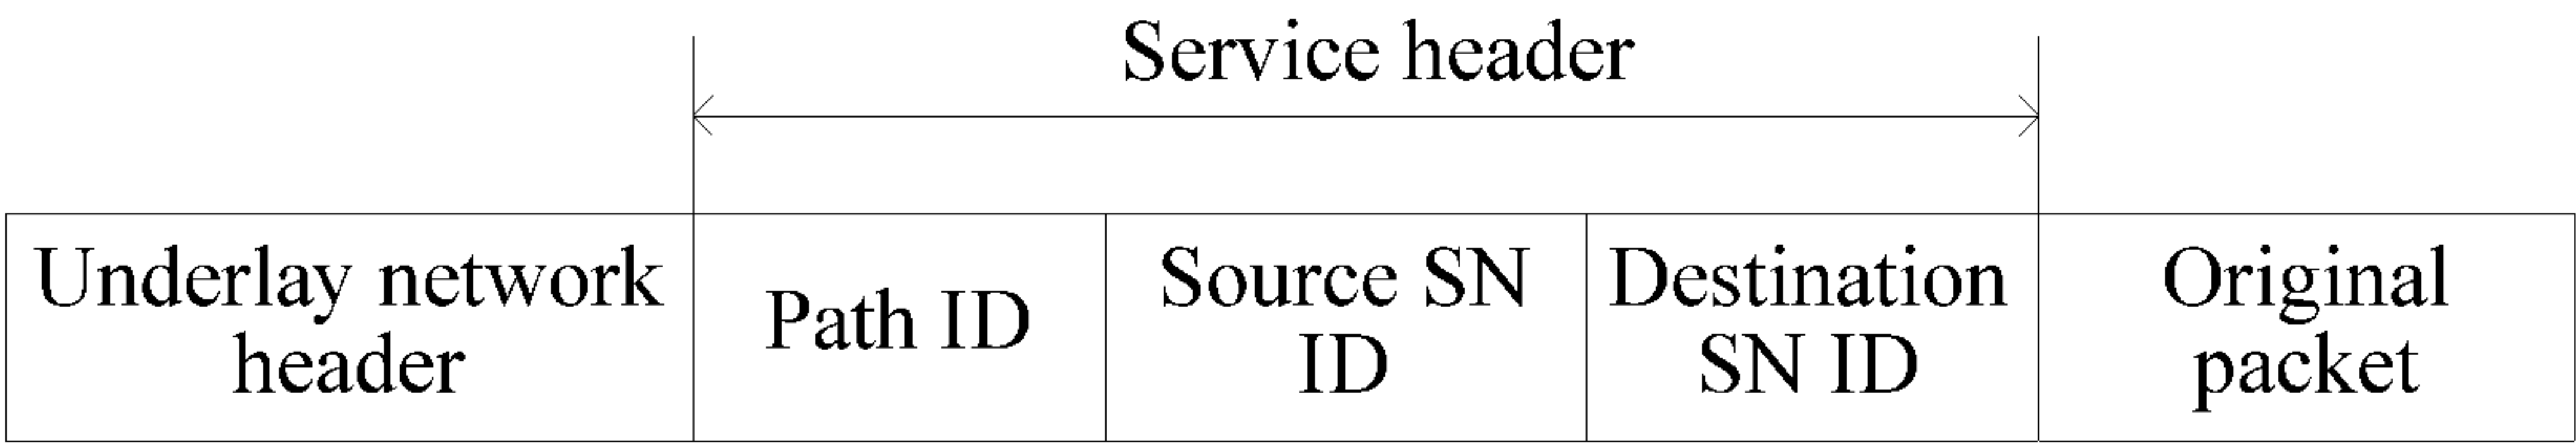 Service header
Underlay network
header
Path ID
Source SN
ID
Destination
SN ID
Original
packet